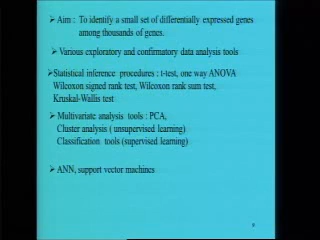 ➢ Aim : To identify a small set of differentially expressed genes
among thousands of genes.
➢ Various exploratory and confirmatory data analysis tools
➢Statistical inference procedures : t-test, one way ANOVA
Wilcoxon signed rank test, Wilcoxon rank sum test,
Kruskal-Wallis test
➢ Multivariate analysis tools : PCA,
Cluster analysis ( unsupervised learning)
Classification tools (supervised learning)
➢ ANN, support vector machines